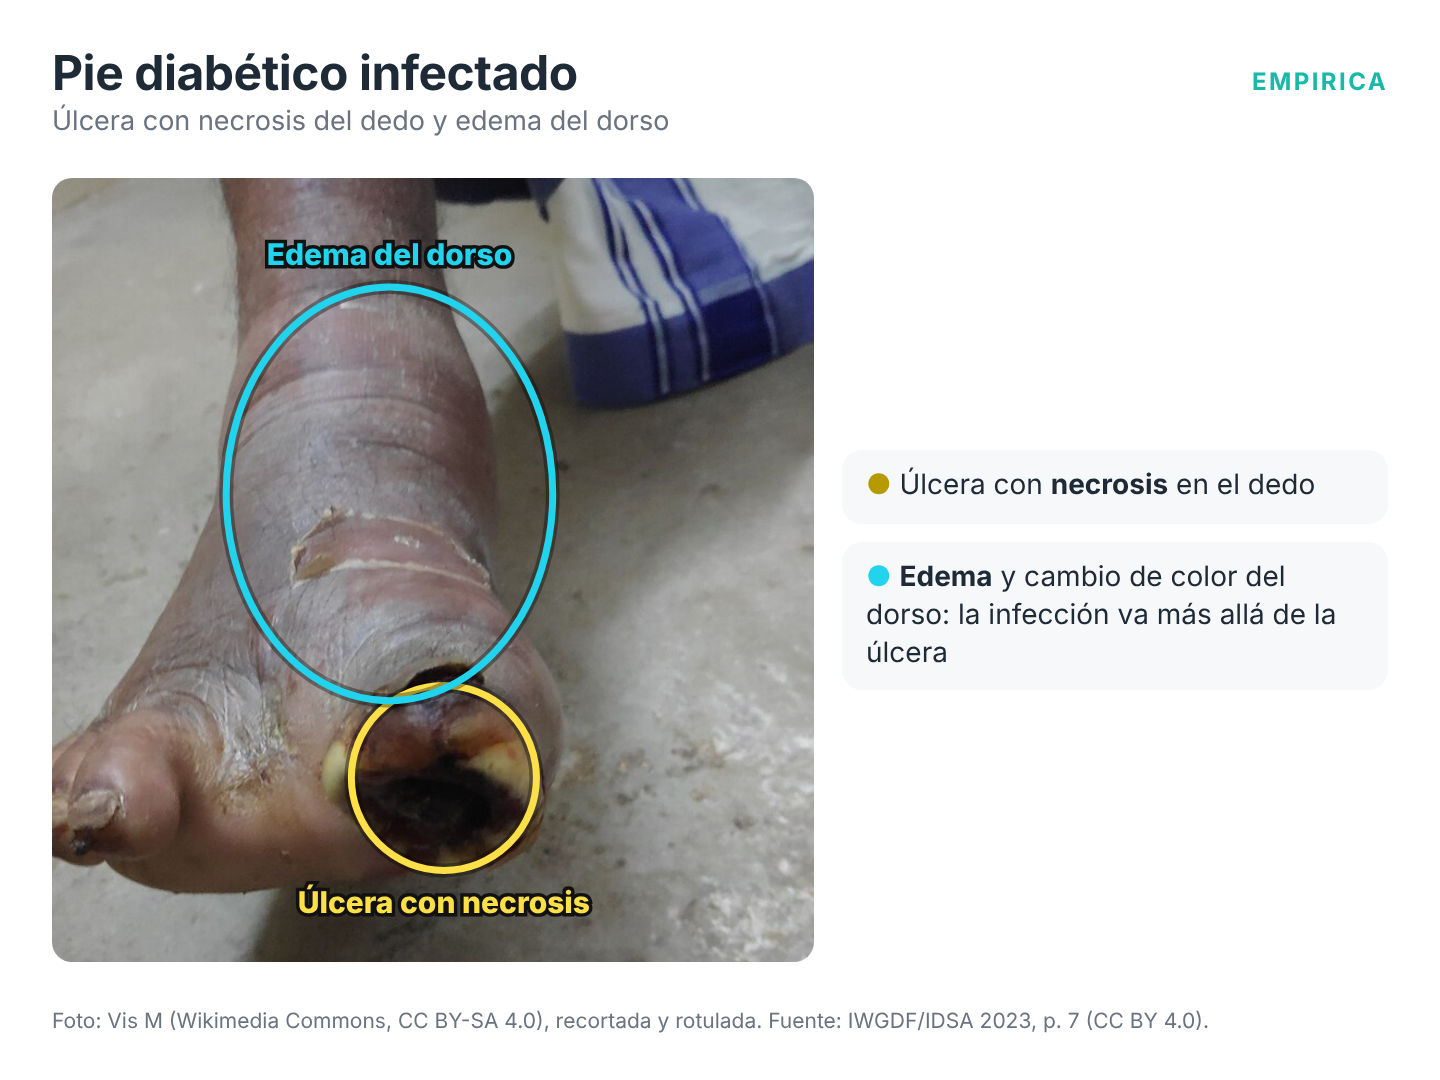 Pie diabético infectado
EMPIRICA
Úlcera con necrosis del dedo y edema del dorso
Edema del dorso
Úlcera con necrosis
Úlcera con necrosis en el dedo
Edema y cambio de color del
dorso: la infección va más allá de la
úlcera
Foto: Vis M (Wikimedia Commons, CC BY-SA 4.0), recortada y rotulada. Fuente: IWGDF/IDSA 2023, p. 7 (CC BY 4.0).